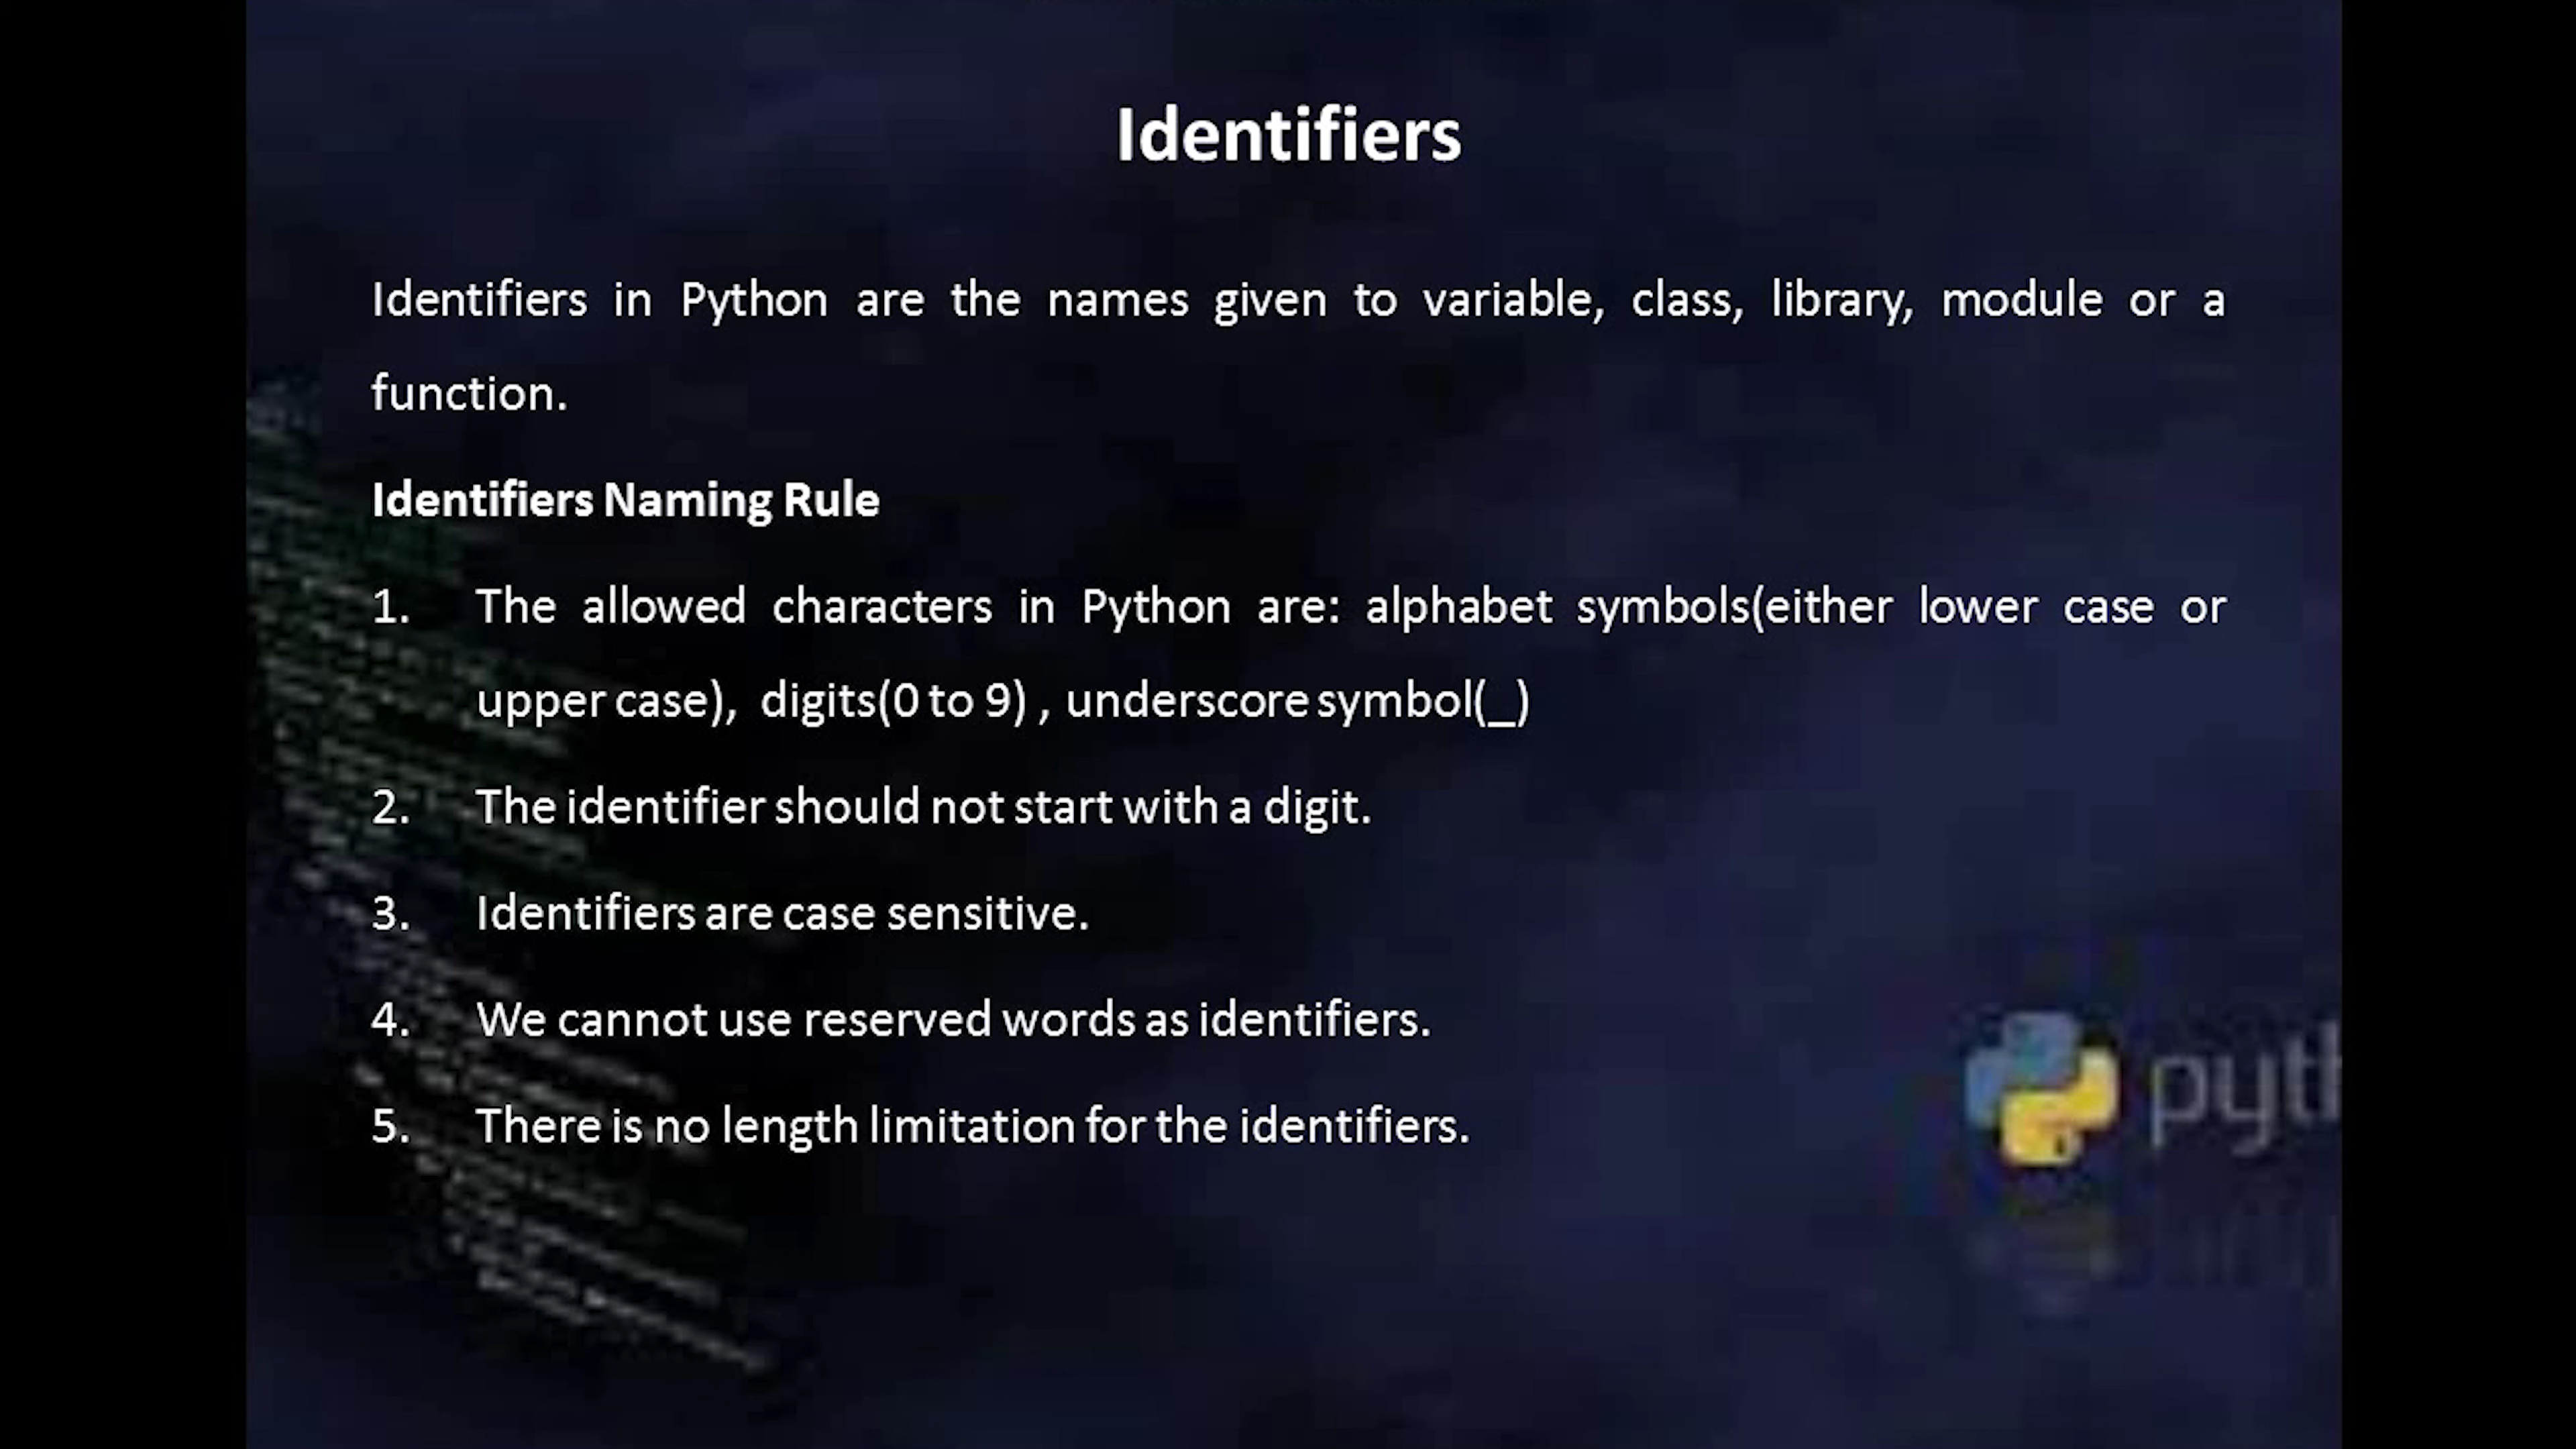 Identifiers
Identifiers in Python are the names given to variable, class, library, module or a
function.
Identifiers Naming Rule
1. The allowed characters in Python are: alphabet symbols(either lower case or
upper case), digits(0 to 9) , underscore symbol(_)
2. The identifier should not start with a digit.
3. Identifiers are case sensitive.
4. We cannot use reserved words as identifiers.
5. There is no length limitation for the identifiers.
pyth